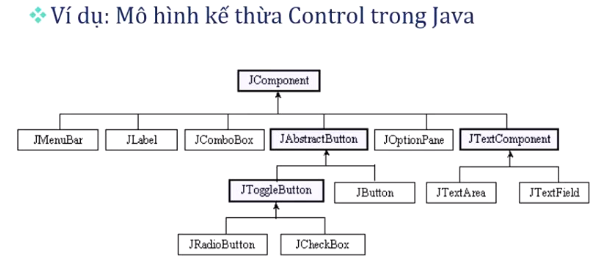 Ví dụ: Mô hình kế thừa Control trong Java
JComponent
JMenuBar JLabel JComboBox JAbstractButton JOptionPane JTextComponent
JToggleButton JButton JTextArea JTextField
JRadioButton JCheckBox